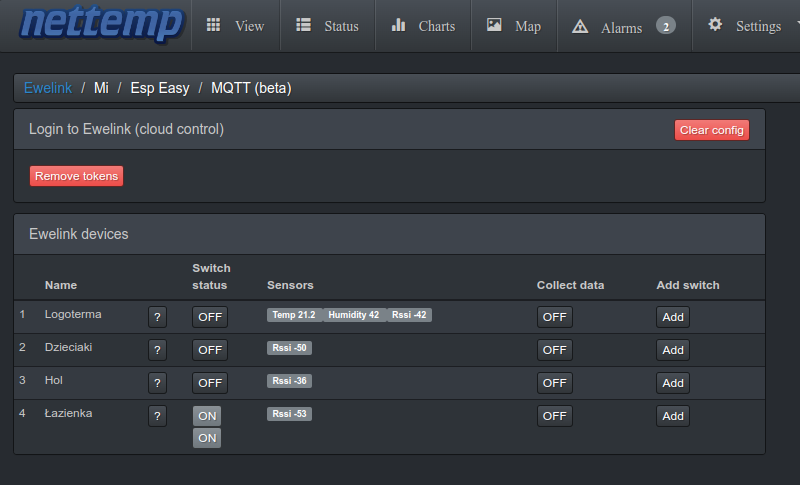 nettemp View Status Charts Map Alarms 2 Settings
Ewelink / Mi / Esp Easy / MQTT (beta)
Login to Ewelink (cloud control) Clear config
Remove tokens
Ewelink devices
Name Switch status Sensors Collect data Add switch
1 Logoterma ? OFF Temp 21.2 Humidity 42 Rssi -42 OFF Add
2 Dzieciaki ? OFF Rssi -50 OFF Add
3 Hol ? OFF Rssi -36 OFF Add
4 Łazienka ? ON Rssi -53 OFF Add
ON